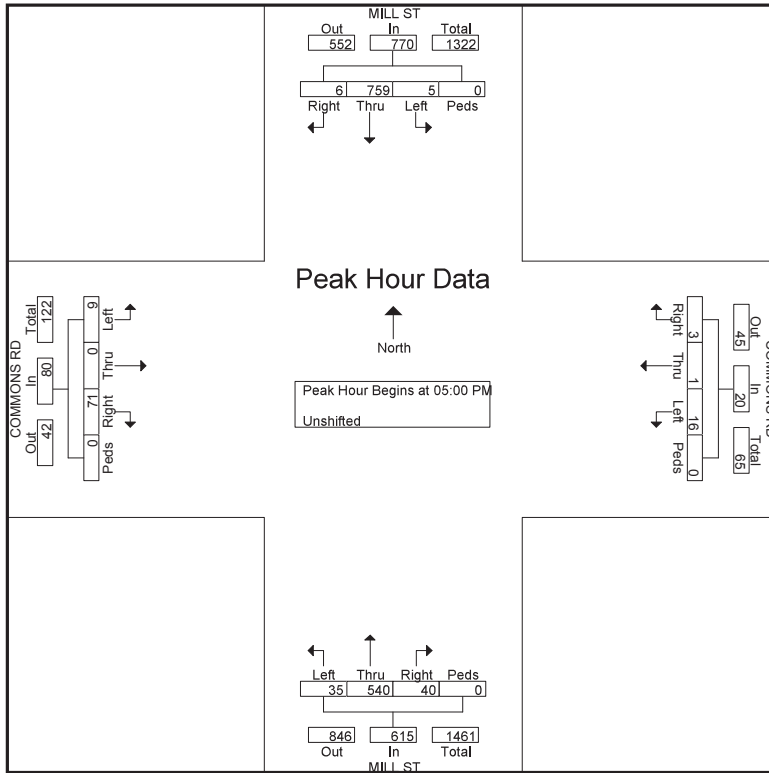 MILL ST
Out In Total
552 770 1322
6 759 5 0
Right Thru Left Peds
Peak Hour Data
North
Peak Hour Begins at 05:00 PM
Unshifted
COMMONS RD
Total In Out
122 80 42
9 0 71 0
Left Thru Right Peds
Right Thru Left Peds
3 1 16 0
Out In Total
45 20 65
COMMONS RD
Left Thru Right Peds
35 540 40 0
846 615 1461
Out In Total
MILL ST